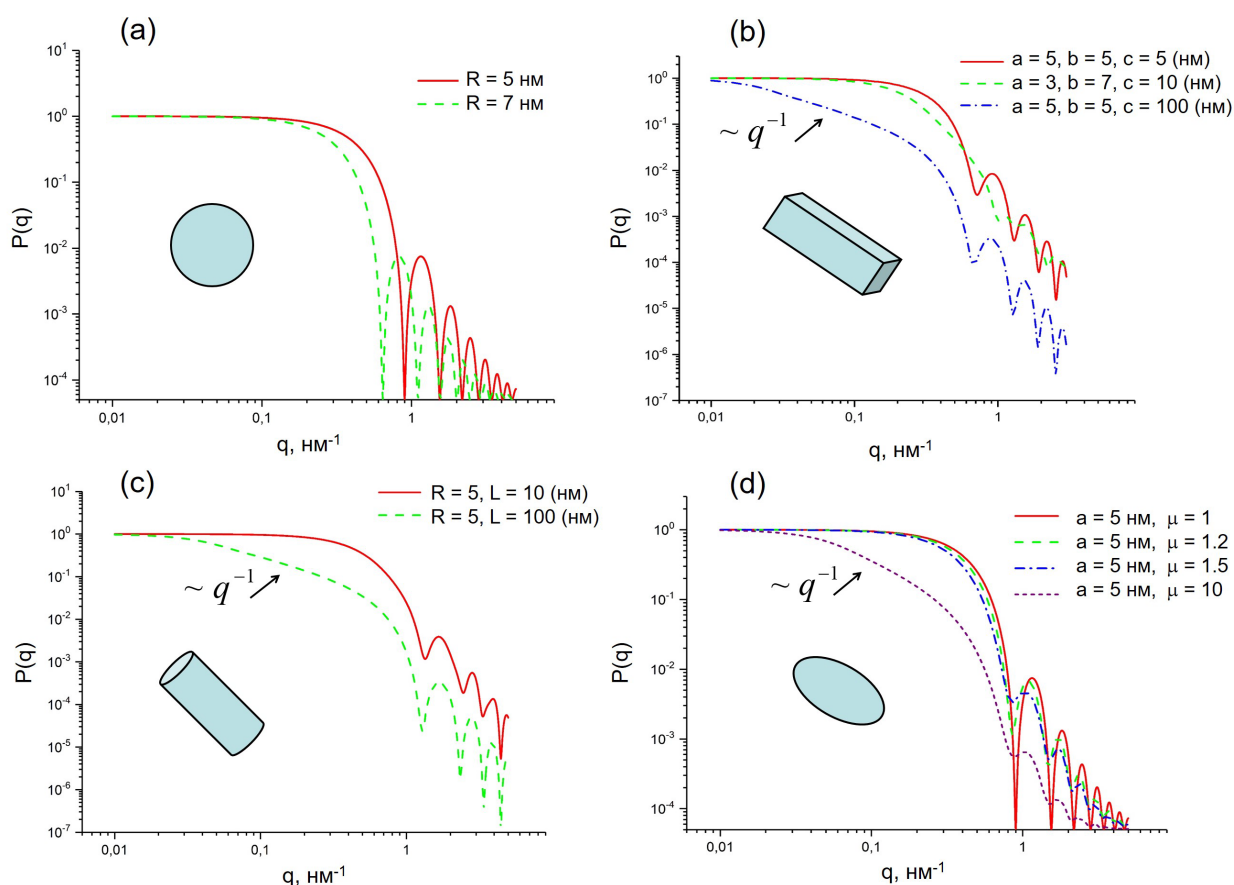 (a)
R = 5 нм
R = 7 нм
10¹
10⁰
10⁻¹
10⁻²
10⁻³
10⁻⁴
P(q)
0,01
0,1
1
q, нм⁻¹
(b)
a = 5, b = 5, c = 5 (нм)
a = 3, b = 7, c = 10 (нм)
a = 5, b = 5, c = 100 (нм)
~ q⁻¹
10⁰
10⁻¹
10⁻²
10⁻³
10⁻⁴
10⁻⁵
10⁻⁶
10⁻⁷
P(q)
0,01
0,1
1
q, нм⁻¹
(c)
R = 5, L = 10 (нм)
R = 5, L = 100 (нм)
~ q⁻¹
10¹
10⁰
10⁻¹
10⁻²
10⁻³
10⁻⁴
10⁻⁵
10⁻⁶
10⁻⁷
P(q)
0,01
0,1
1
q, нм⁻¹
(d)
a = 5 нм, μ = 1
a = 5 нм, μ = 1.2
a = 5 нм, μ = 1.5
a = 5 нм, μ = 10
~ q⁻¹
10⁰
10⁻¹
10⁻²
10⁻³
10⁻⁴
P(q)
0,01
0,1
1
q, нм⁻¹